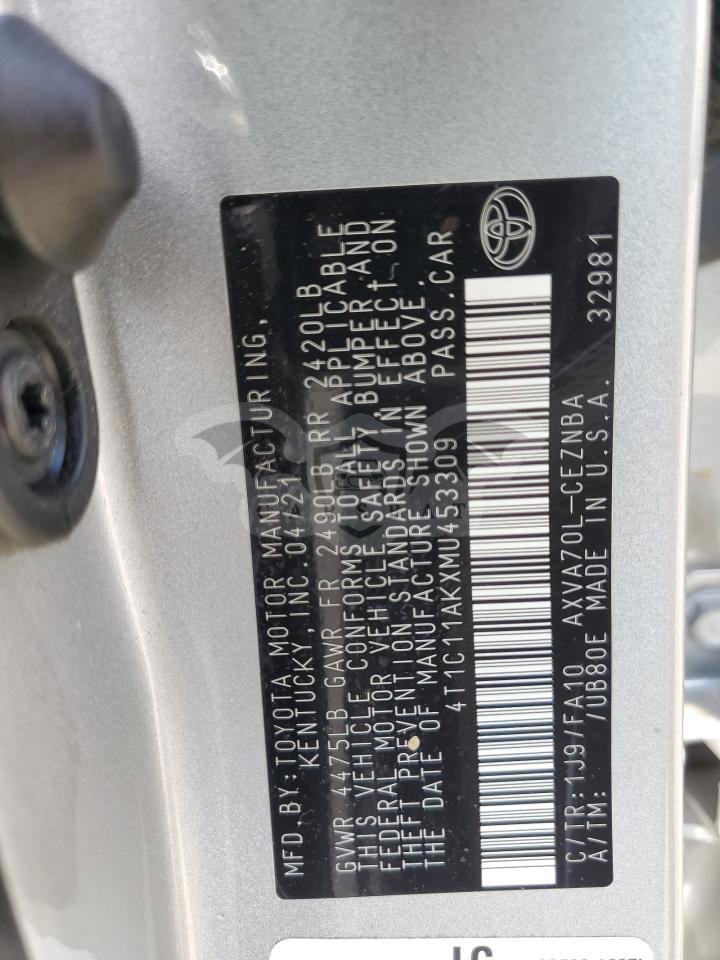 MFD.BY:TOYOTA MOTOR MANUFACTURING,
KENTUCKY,INC.04/21
GVWR 4475LB GAWR FR 2490LB RR 2420LB
THIS VEHICLE CONFORMS TO ALL APPLICABLE
FEDERAL MOTOR VEHICLE SAFETY,BUMPER,AND
THEFT PREVENTION STANDARDS IN EFFECT ON
THE DATE OF MANUFACTURE SHOWN ABOVE.
4T1C11AKXMU453309 PASS.CAR
C/TR:1J9/FA10 AXVA70L-CEZNBA
A/TM: /UB80E MADE IN U.S.A. 32981